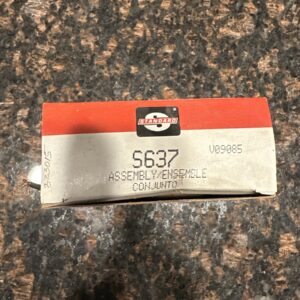 STANDARD
S637
V09085
ASSEMBLY/ENSEMBLE
CONJUNTO